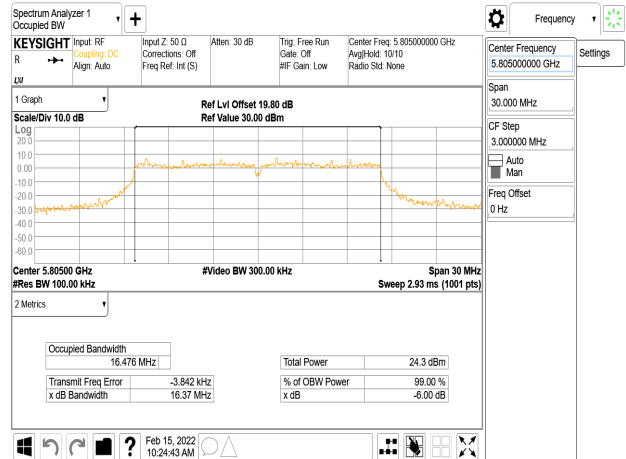 Spectrum Analyzer 1
Occupied BW
Frequency
KEYSIGHT
Input: RF
Coupling: DC
Align: Auto
R
LXI
Input Z: 50 Ω
Corrections: Off
Freq Ref: Int (S)
Atten: 30 dB
Trig: Free Run
Gate: Off
#IF Gain: Low
Center Freq: 5.805000000 GHz
Avg|Hold: 10/10
Radio Std: None
Center Frequency
5.805000000 GHz
Settings
Span
30.000 MHz
CF Step
3.000000 MHz
Auto
Man
Freq Offset
0 Hz
1 Graph
Scale/Div 10.0 dB
Ref Lvl Offset 19.80 dB
Ref Value 30.00 dBm
Log
20.0
10.0
0.00
-10.0
-20.0
-30.0
-40.0
-50.0
-60.0
Center 5.80500 GHz
#Res BW 100.00 kHz
#Video BW 300.00 kHz
Span 30 MHz
Sweep 2.93 ms (1001 pts)
2 Metrics
Occupied Bandwidth
16.476 MHz
Transmit Freq Error -3.842 kHz
x dB Bandwidth 16.37 MHz
Total Power 24.3 dBm
% of OBW Power 99.00 %
x dB -6.00 dB
?
Feb 15, 2022
10:24:43 AM